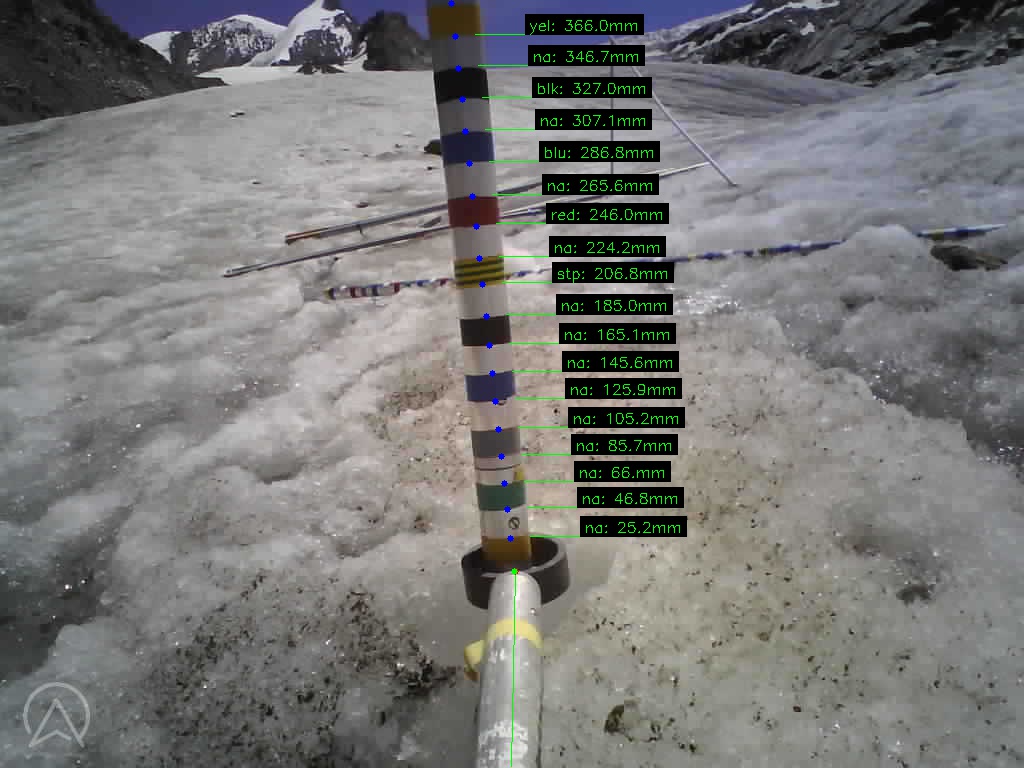 yel: 366.0mm
na: 346.7mm
blk: 327.0mm
na: 307.1mm
blu: 286.8mm
na: 265.6mm
red: 246.0mm
na: 224.2mm
stp: 206.8mm
na: 185.0mm
na: 165.1mm
na: 145.6mm
na: 125.9mm
na: 105.2mm
na: 85.7mm
na: 66.mm
na: 46.8mm
na: 25.2mm